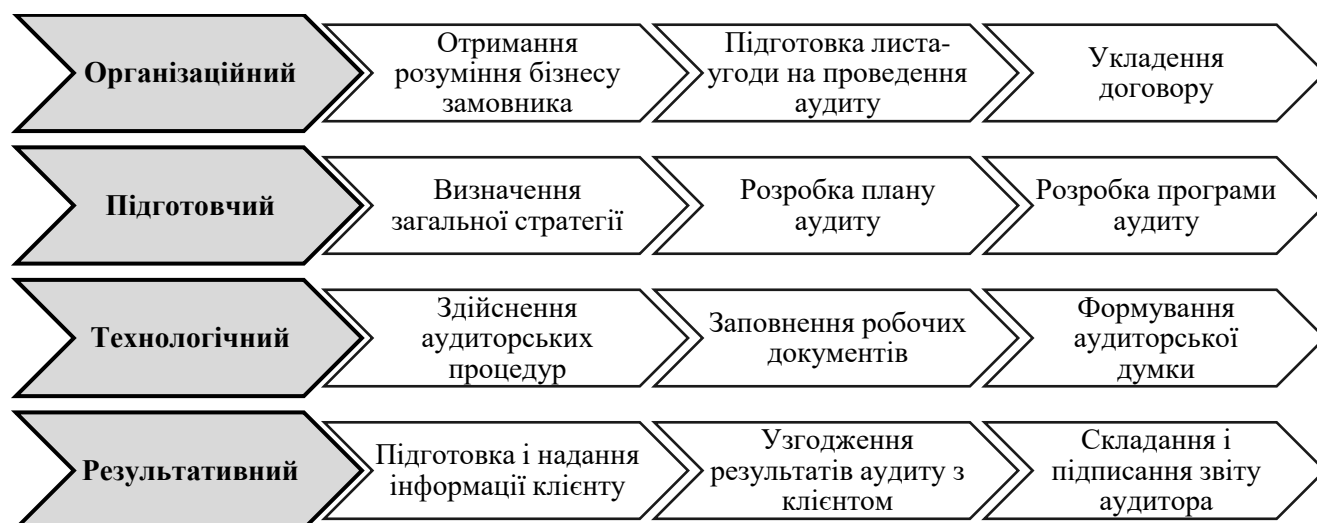 Організаційний
Отримання
розуміння бізнесу
замовника
Підготовка листа-
угоди на проведення
аудиту
Укладення
договору
Підготовчий
Визначення
загальної стратегії
Розробка плану
аудиту
Розробка програми
аудиту
Технологічний
Здійснення
аудиторських
процедур
Заповнення робочих
документів
Формування
аудиторської
думки
Результативний
Підготовка і надання
інформації клієнту
Узгодження
результатів аудиту з
клієнтом
Складання і
підписання звіту
аудитора